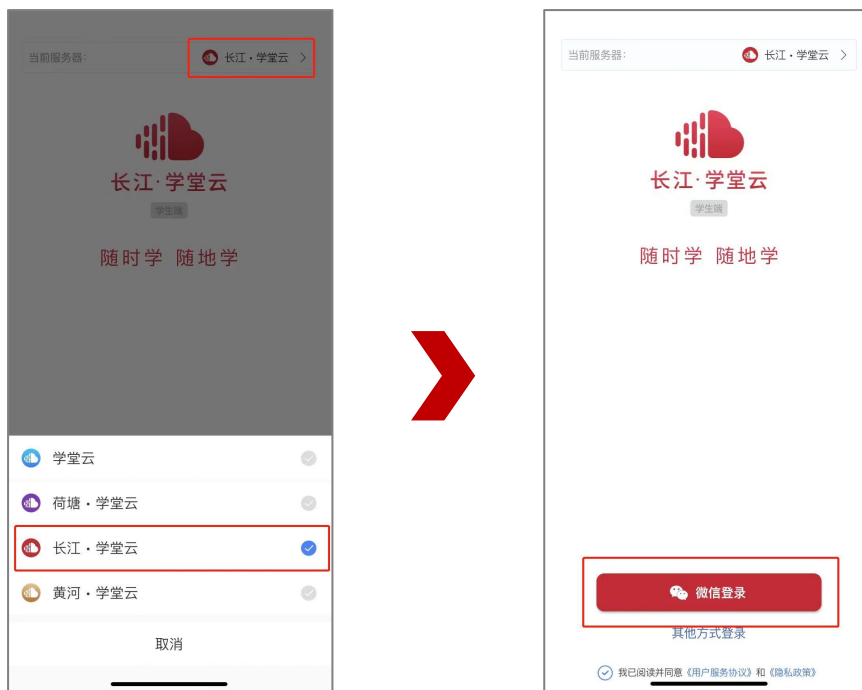 当前服务器：
长江・学堂云
长江·学堂云
学生端
随时学 随地学
学堂云
荷塘・学堂云
长江・学堂云
黄河・学堂云
取消
当前服务器：
长江・学堂云
长江·学堂云
学生端
随时学 随地学
微信登录
其他方式登录
我已阅读并同意《用户服务协议》和《隐私政策》